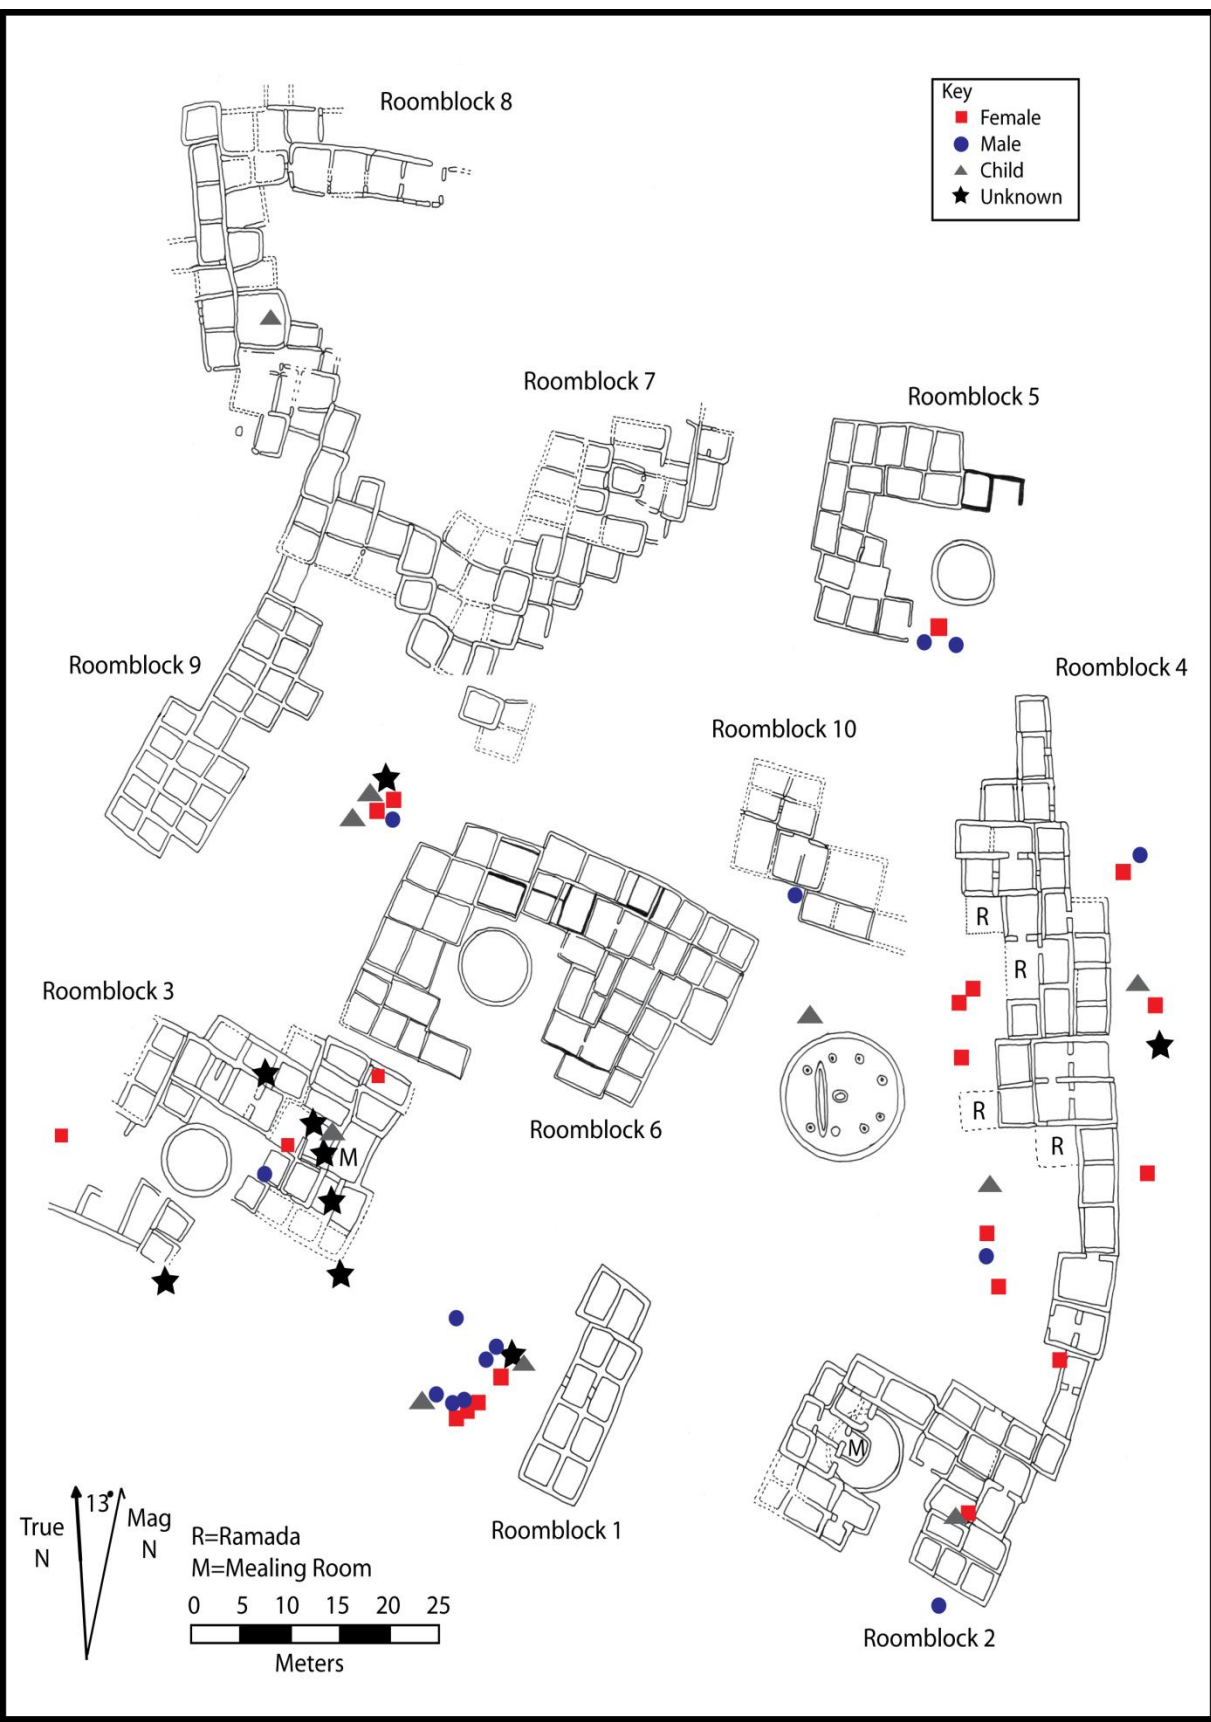 Roomblock 8
Key
Female
Male
Child
Unknown
Roomblock 7
Roomblock 5
Roomblock 9
Roomblock 4
Roomblock 10
R
R
Roomblock 3
Roomblock 6
R
R
M
M
Roomblock 1
Roomblock 2
True
N
13°
Mag
N
R=Ramada
M=Mealing Room
0 5 10 15 20 25
Meters